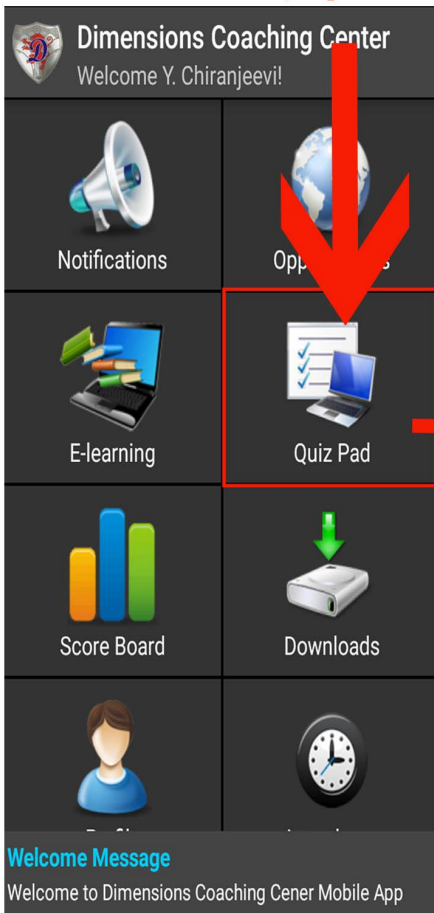 Dimensions Coaching Center
Welcome Y. Chiranjeevi!
Notifications
E-learning
Quiz Pad
Score Board
Downloads
Welcome Message
Welcome to Dimensions Coaching Cener Mobile App